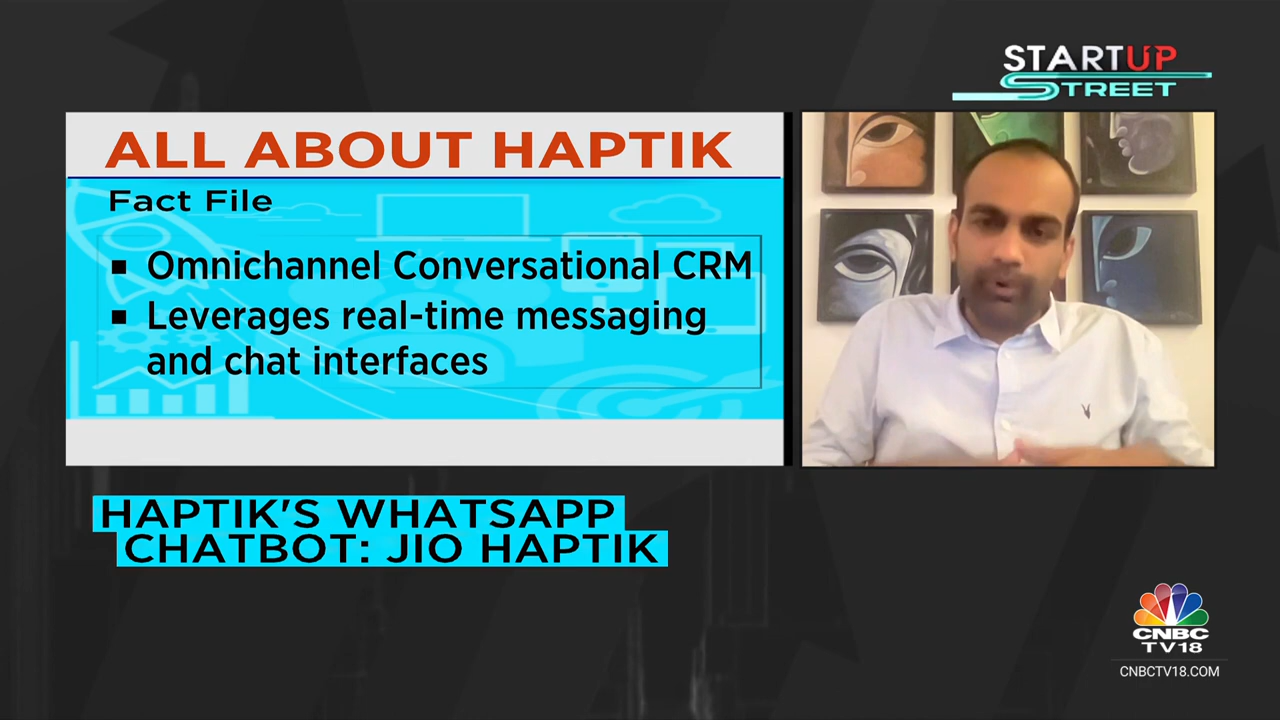 STARTUP
STREET
ALL ABOUT HAPTIK
Fact File
▪ Omnichannel Conversational CRM
▪ Leverages real-time messaging
and chat interfaces
HAPTIK'S WHATSAPP
CHATBOT: JIO HAPTIK
CNBC
TV18
CNBCTV18.COM